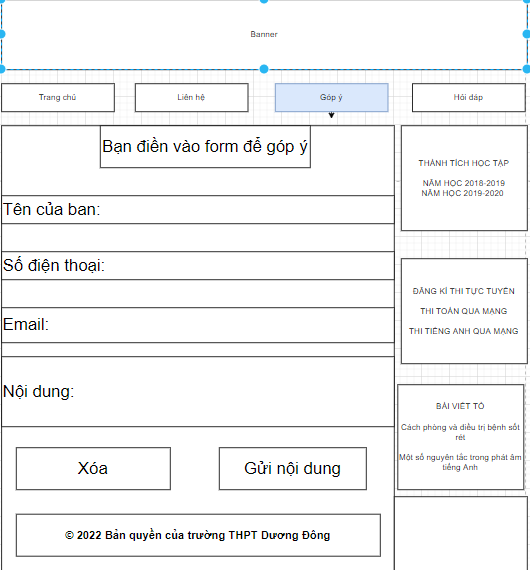 Banner
Trang chủ
Liên hệ
Góp ý
Hỏi dáp
Bạn điền vào form để góp ý
Tên của ban:
Số điện thoại:
Email:
Nội dung:
Xóa
Gửi nội dung
© 2022 Bản quyền của trường THPT Dương Đông
THÀNH TÍCH HỌC TẬP
NĂM HỌC 2018-2019
NĂM HỌC 2019-2020
ĐĂNG KÍ THI TỰC TUYẾN
THI TOÁN QUA MẠNG
THI TIẾNG ANH QUA MẠNG
BÀI VIẾT TÔ
Cách phòng và điều trị bệnh sốt
rét
Một số nguyên tắc trong phát âm
tiếng Anh